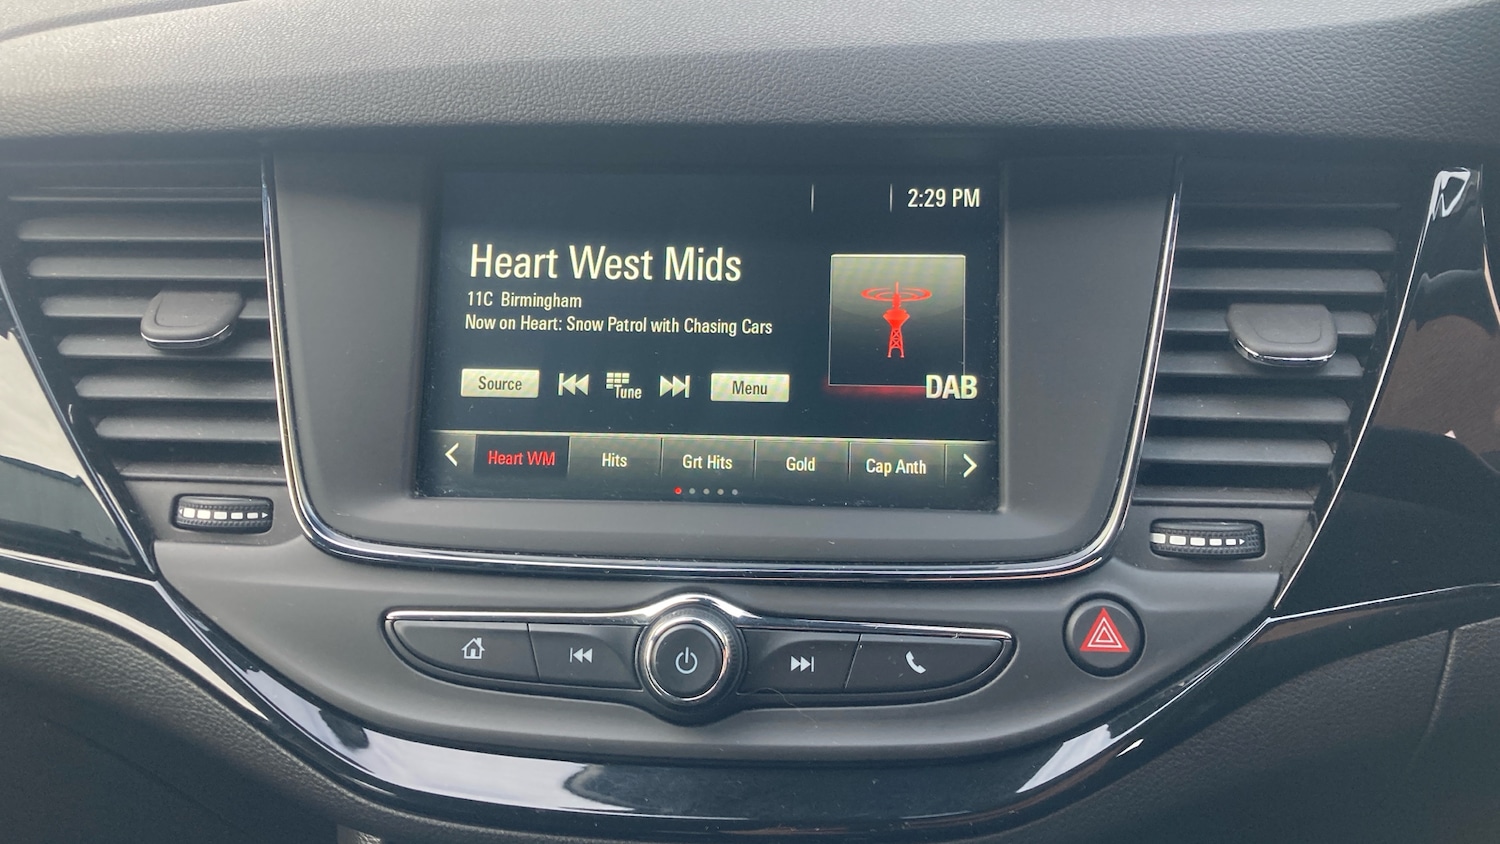 2:29 PM
Heart West Mids
11C Birmingham
Now on Heart: Snow Patrol with Chasing Cars
Source
Tune
Menu
DAB
Heart WM
Hits
Grt Hits
Gold
Cap Anth